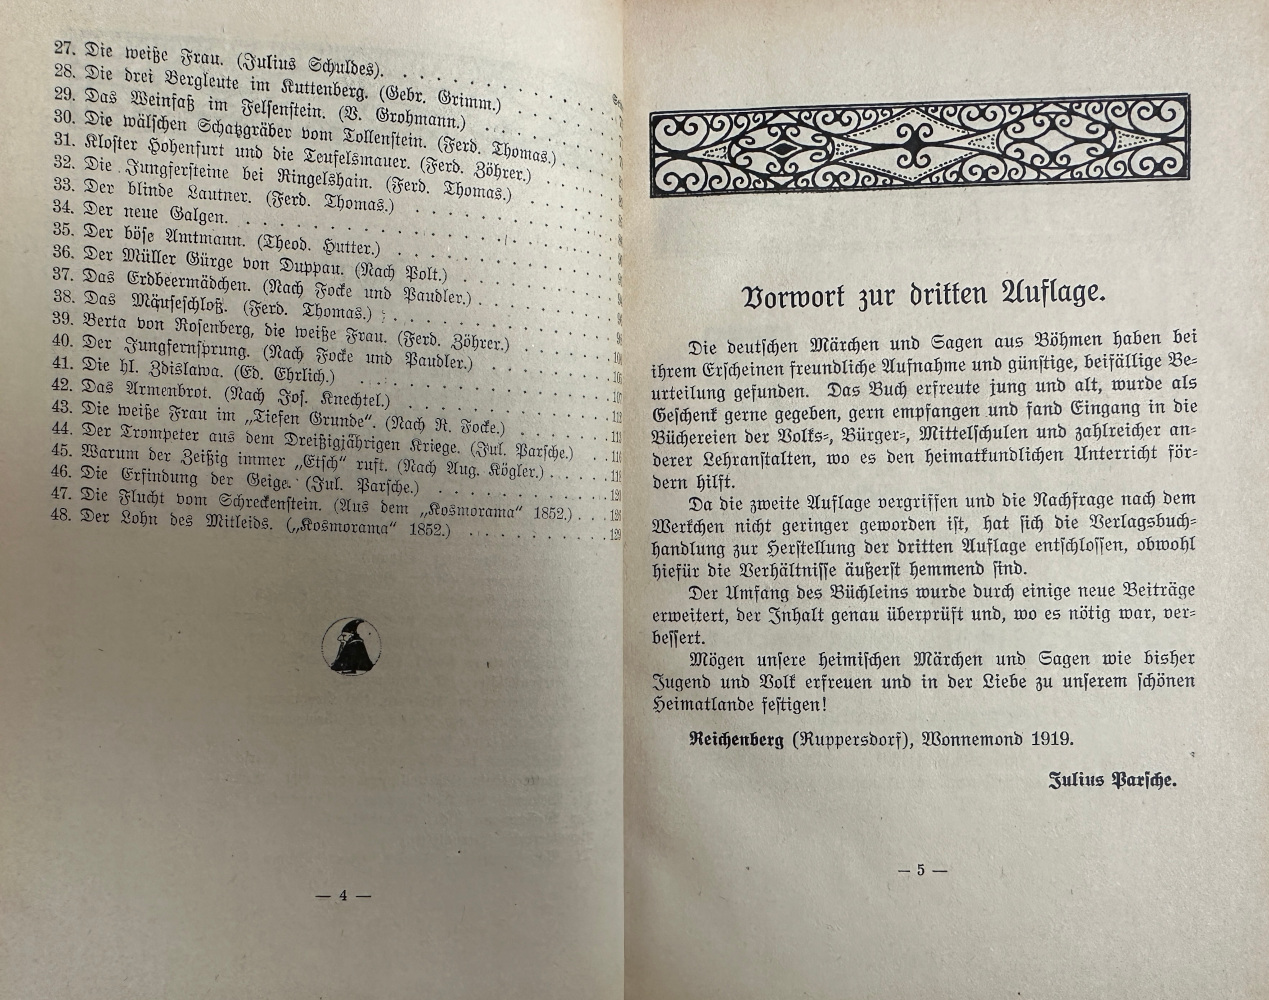 27. Die weiße Frau. (Julius Schuldes). . . . . . . . . . . . .
28. Die drei Bergleute im Kuttenberg. (Gebr. Grimm.)
29. Das Weinfaß im Felsenstein. (V. Grohmann.) . . . . . . .
30. Die wälschen Schatzgräber vom Tollenstein. (Ferd. Thomas.) .
31. Kloster Hohenfurt und die Teufelsmauer. (Ferd. Zöhrer.) . .
32. Die Jungfersteine bei Ringelshain. (Ferd. Thomas.) . . . .
33. Der blinde Lautner. (Ferd. Thomas.) . . . . . . . . . .
34. Der neue Galgen. . . . . . . . . . . . . . . . . .
35. Der böse Amtmann. (Theod. Hutter.) . . . . . . . . . .
36. Der Müller Gürge von Duppau. (Nach Polt.) . . . . . . .
37. Das Erdbeermädchen. (Nach Focke und Paudler.) . . . . . .
38. Das Mäuseschloß. (Ferd. Thomas.) . . . . . . . . . . .
39. Berta von Rosenberg, die weiße Frau. (Ferd. Zöhrer.) . . .
40. Der Jungfernsprung. (Nach Focke und Paudler.) . . . . . .
41. Die hl. Zdislawa. (Ed. Ehrlich.) . . . . . . . . . . .
42. Das Armenbrot. (Nach Jos. Knechtel.) . . . . . . . . .
43. Die weiße Frau im „Tiefen Grunde“. (Nach R. Focke.) . . . .
44. Der Trompeter aus dem Dreißigjährigen Kriege. (Jul. Parsche.) . .
45. Warum der Zeißig immer „Etsch“ ruft. (Nach Aug. Kögler.) . . . .
46. Die Erfindung der Geige. (Jul. Parsche.) . . . . . . . . .
47. Die Flucht vom Schreckenstein. (Aus dem „Kosmorama“ 1852.) . . .
48. Der Lohn des Mitleids. („Kosmorama“ 1852.) . . . . . . . .
— 4 —
Vorwort zur dritten Auflage.
Die deutschen Märchen und Sagen aus Böhmen haben bei
ihrem Erscheinen freundliche Aufnahme und günstige, beifällige Be-
urteilung gefunden. Das Buch erfreute jung und alt, wurde als
Geschenk gerne gegeben, gern empfangen und fand Eingang in die
Büchereien der Volks-, Bürger-, Mittelschulen und zahlreicher an-
derer Lehranstalten, wo es den heimatkundlichen Unterricht för-
dern hilft.
Da die zweite Auflage vergriffen und die Nachfrage nach dem
Werkchen nicht geringer geworden ist, hat sich die Verlagsbuch-
handlung zur Herstellung der dritten Auflage entschlossen, obwohl
hiefür die Verhältnisse äußerst hemmend sind.
Der Umfang des Büchleins wurde durch einige neue Beiträge
erweitert, der Inhalt genau überprüft und, wo es nötig war, ver-
bessert.
Mögen unsere heimischen Märchen und Sagen wie bisher
Jugend und Volk erfreuen und in der Liebe zu unserem schönen
Heimatlande festigen!
Reichenberg (Ruppersdorf), Wonnemond 1919.
Julius Parsche.
— 5 —